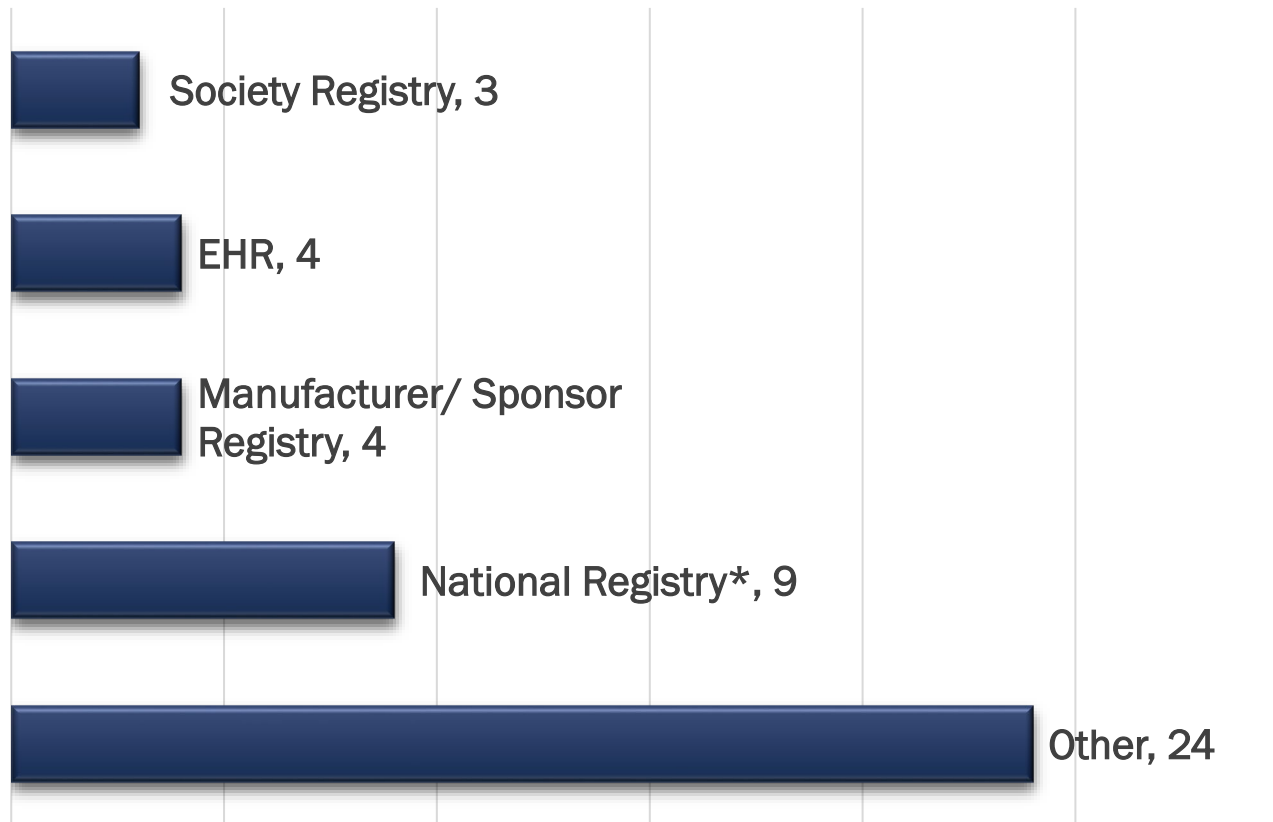 Society Registry, 3
EHR, 4
Manufacturer/ Sponsor
Registry, 4
National Registry*, 9
Other, 24